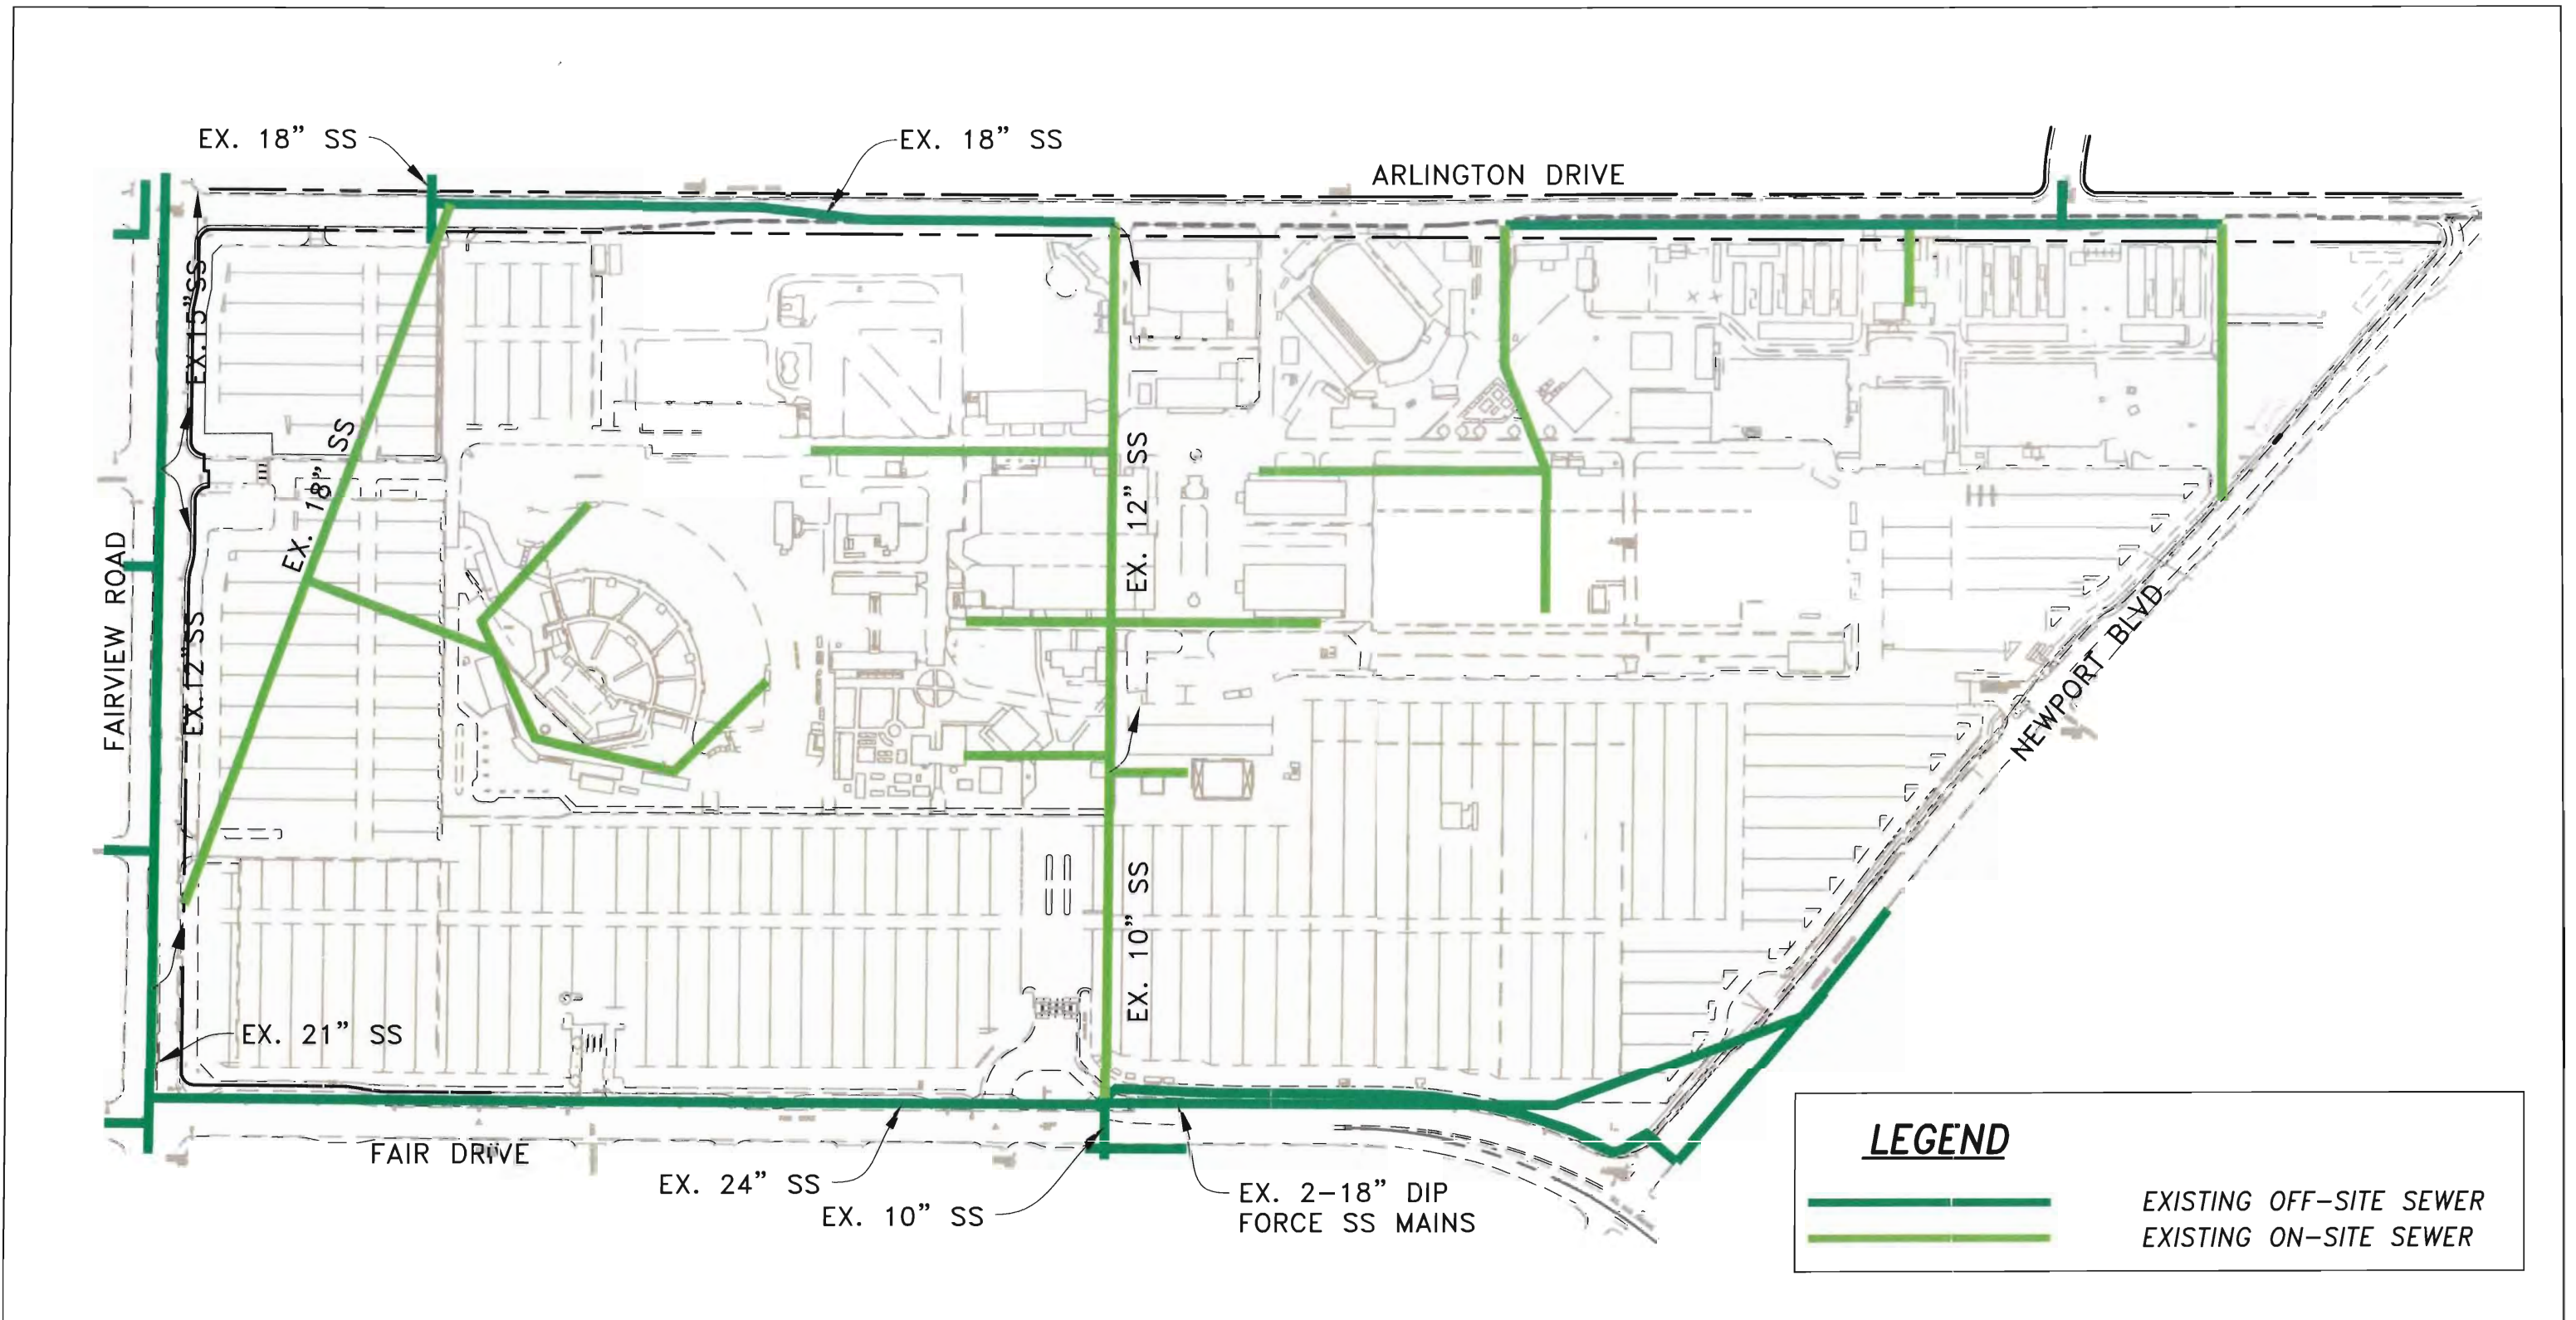 EX. 18” SS
EX. 18” SS
ARLINGTON DRIVE
EX.15”SS
EX. 18” SS
EX. 12” SS
FAIRVIEW ROAD
EX.12”SS
NEWPORT BLVD
EX. 10” SS
EX. 21” SS
FAIR DRIVE
EX. 24” SS
EX. 10” SS
EX. 2–18” DIP
FORCE SS MAINS
LEGEND
EXISTING OFF–SITE SEWER
EXISTING ON–SITE SEWER